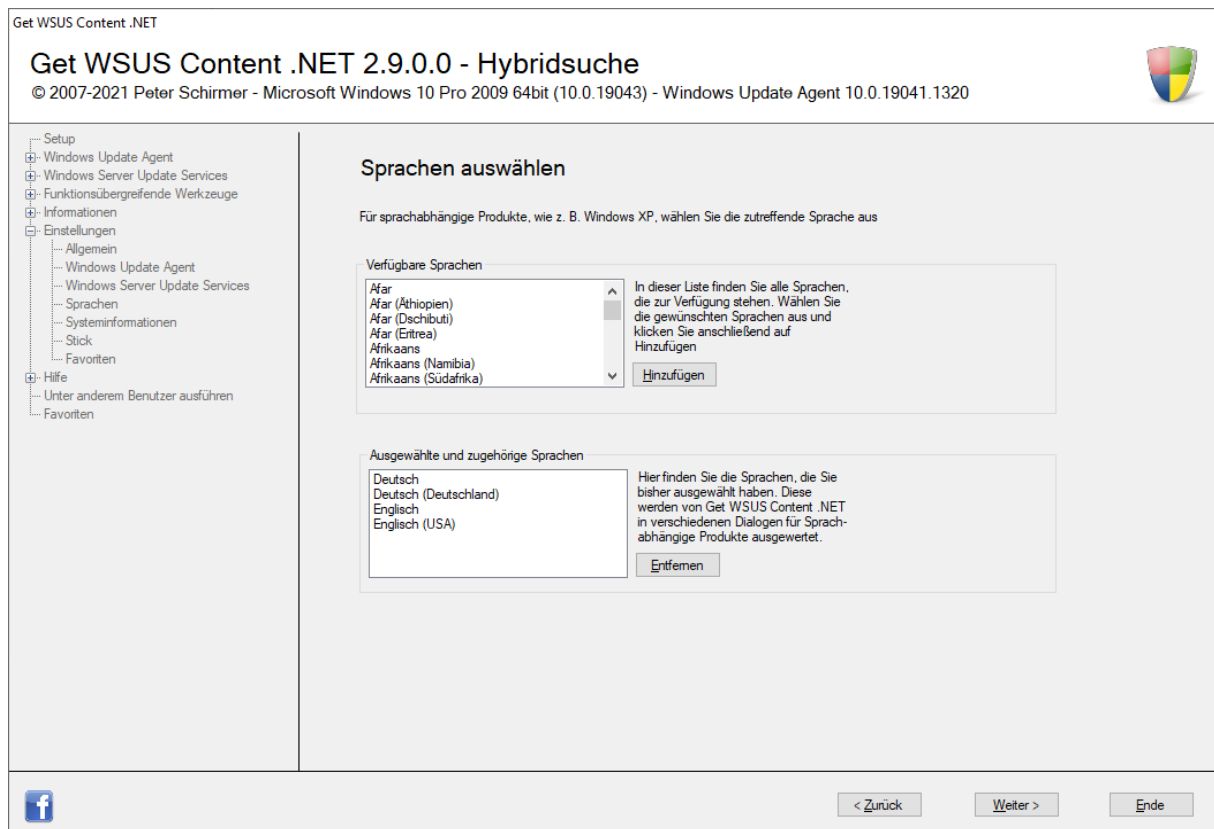 Get WSUS Content .NET
Get WSUS Content .NET 2.9.0.0 - Hybridsuche
© 2007-2021 Peter Schirmer - Microsoft Windows 10 Pro 2009 64bit (10.0.19043) - Windows Update Agent 10.0.19041.1320
Setup
Windows Update Agent
Windows Server Update Services
Funktionsübergreifende Werkzeuge
Informationen
Einstellungen
Allgemein
Windows Update Agent
Windows Server Update Services
Sprachen
Systeminformationen
Stick
Favoriten
Hilfe
Unter anderem Benutzer ausführen
Favoriten
Sprachen auswählen
Für sprachabhängige Produkte, wie z. B. Windows XP, wählen Sie die zutreffende Sprache aus
Verfügbare Sprachen
Afar
Afar (Äthiopien)
Afar (Dschibuti)
Afar (Eritrea)
Afrikaans
Afrikaans (Namibia)
Afrikaans (Südafrika)
In dieser Liste finden Sie alle Sprachen,
die zur Verfügung stehen. Wählen Sie
die gewünschten Sprachen aus und
klicken Sie anschließend auf
Hinzufügen
Hinzufügen
Ausgewählte und zugehörige Sprachen
Deutsch
Deutsch (Deutschland)
Englisch
Englisch (USA)
Hier finden Sie die Sprachen, die Sie
bisher ausgewählt haben. Diese
werden von Get WSUS Content .NET
in verschiedenen Dialogen für Sprach-
abhängige Produkte ausgewertet.
Entfernen
f
< Zurück
Weiter >
Ende